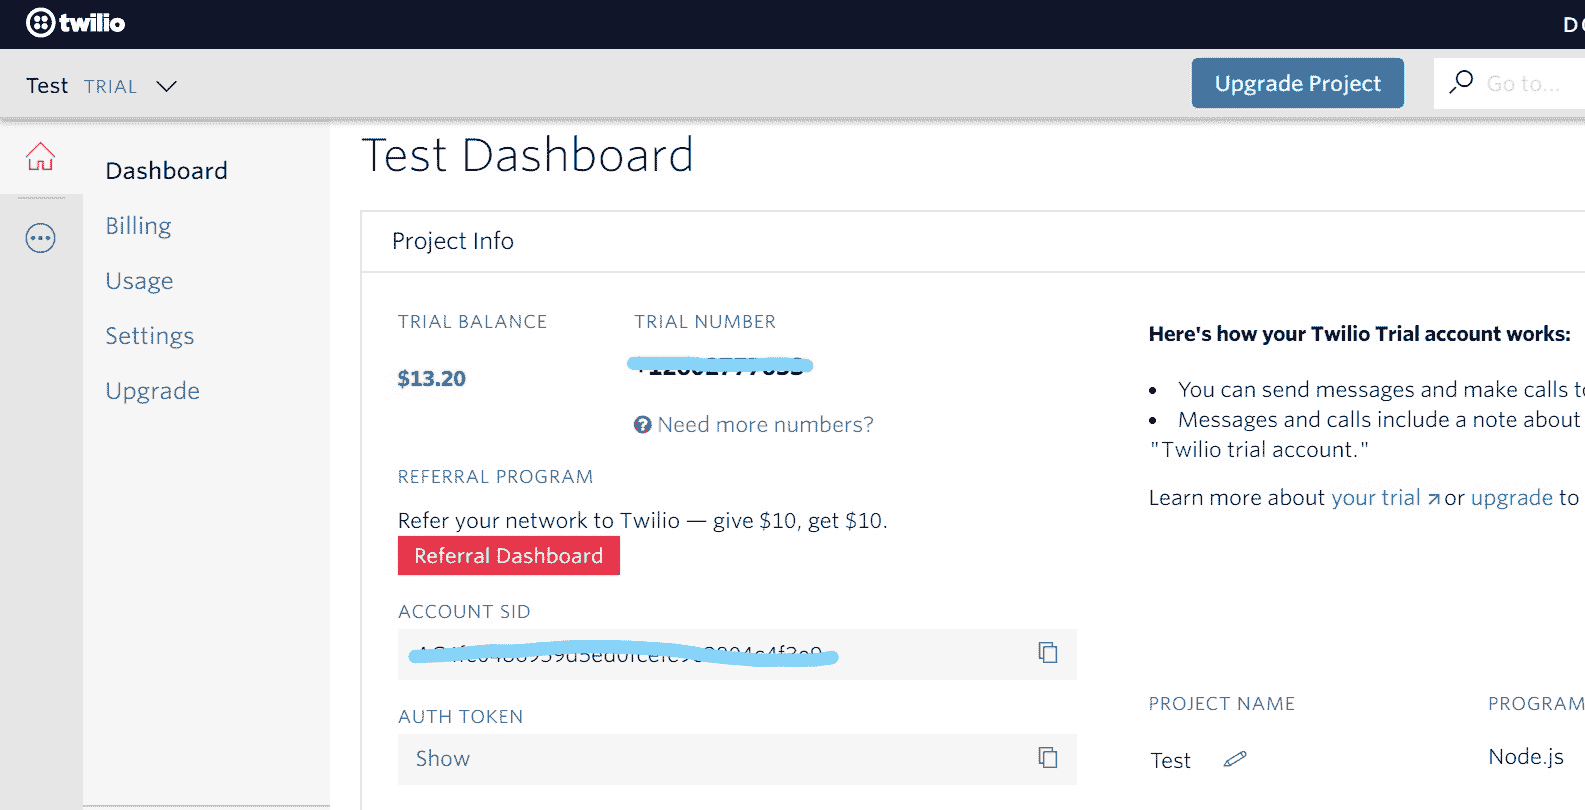 twilio
Test TRIAL
Upgrade Project
Go to...
Dashboard
Billing
Usage
Settings
Upgrade
Test Dashboard
Project Info
TRIAL BALANCE
$13.20
TRIAL NUMBER
Need more numbers?
REFERRAL PROGRAM
Refer your network to Twilio — give $10, get $10.
Referral Dashboard
ACCOUNT SID
AUTH TOKEN
Show
Here's how your Twilio Trial account works:
• You can send messages and make calls
• Messages and calls include a note about
"Twilio trial account."
Learn more about your trial ↗ or upgrade to
PROJECT NAME
Test
PROGRAM
Node.js